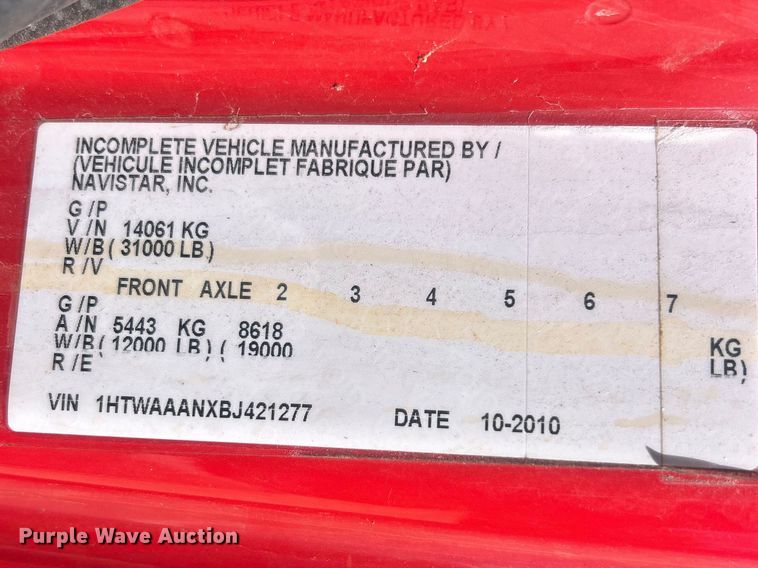 INCOMPLETE VEHICLE MANUFACTURED BY /
(VEHICULE INCOMPLET FABRIQUE PAR)
NAVISTAR, INC.
G /P
V /N 14061 KG
W/B ( 31000 LB.)
R /V
FRONT AXLE 2 3 4 5 6 7
G /P
A /N 5443 KG 8618 KG
W/B ( 12000 LB) ( 19000 LB)
R /E
VIN 1HTWAAANXBJ421277 DATE 10-2010
Purple Wave Auction